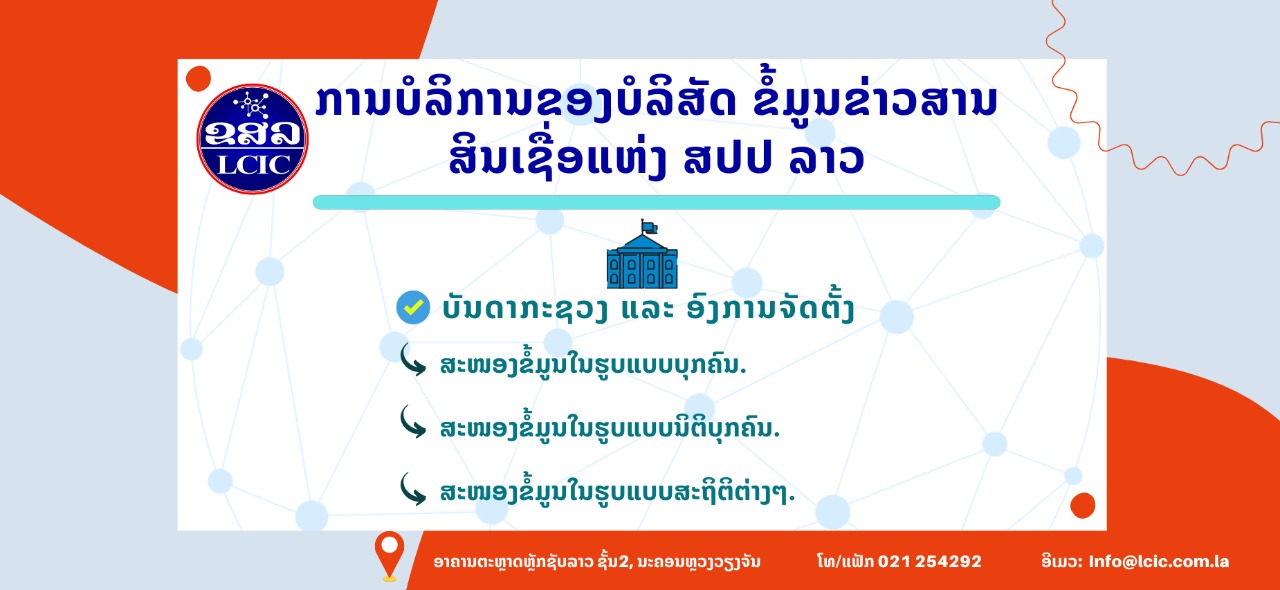 ຂສລ
LCIC
ການບໍລິການຂອງບໍລິສັດ ຂໍ້ມູນຂ່າວສານ
ສິນເຊື່ອແຫ່ງ ສປປ ລາວ
ບັນດາກະຊວງ ແລະ ອົງການຈັດຕັ້ງ
ສະໜອງຂໍ້ມູນໃນຮູບແບບບຸກຄົນ.
ສະໜອງຂໍ້ມູນໃນຮູບແບບນິຕິບຸກຄົນ.
ສະໜອງຂໍ້ມູນໃນຮູບແບບສະຖິຕິຕ່າງໆ.
ອາຄານຕະຫຼາດຫຼັກຊັບລາວ ຊັ້ນ2, ນະຄອນຫຼວງວຽງຈັນ ໂທ/ແຟັກ 021 254292 ອີເມວ: Info@lcic.com.la